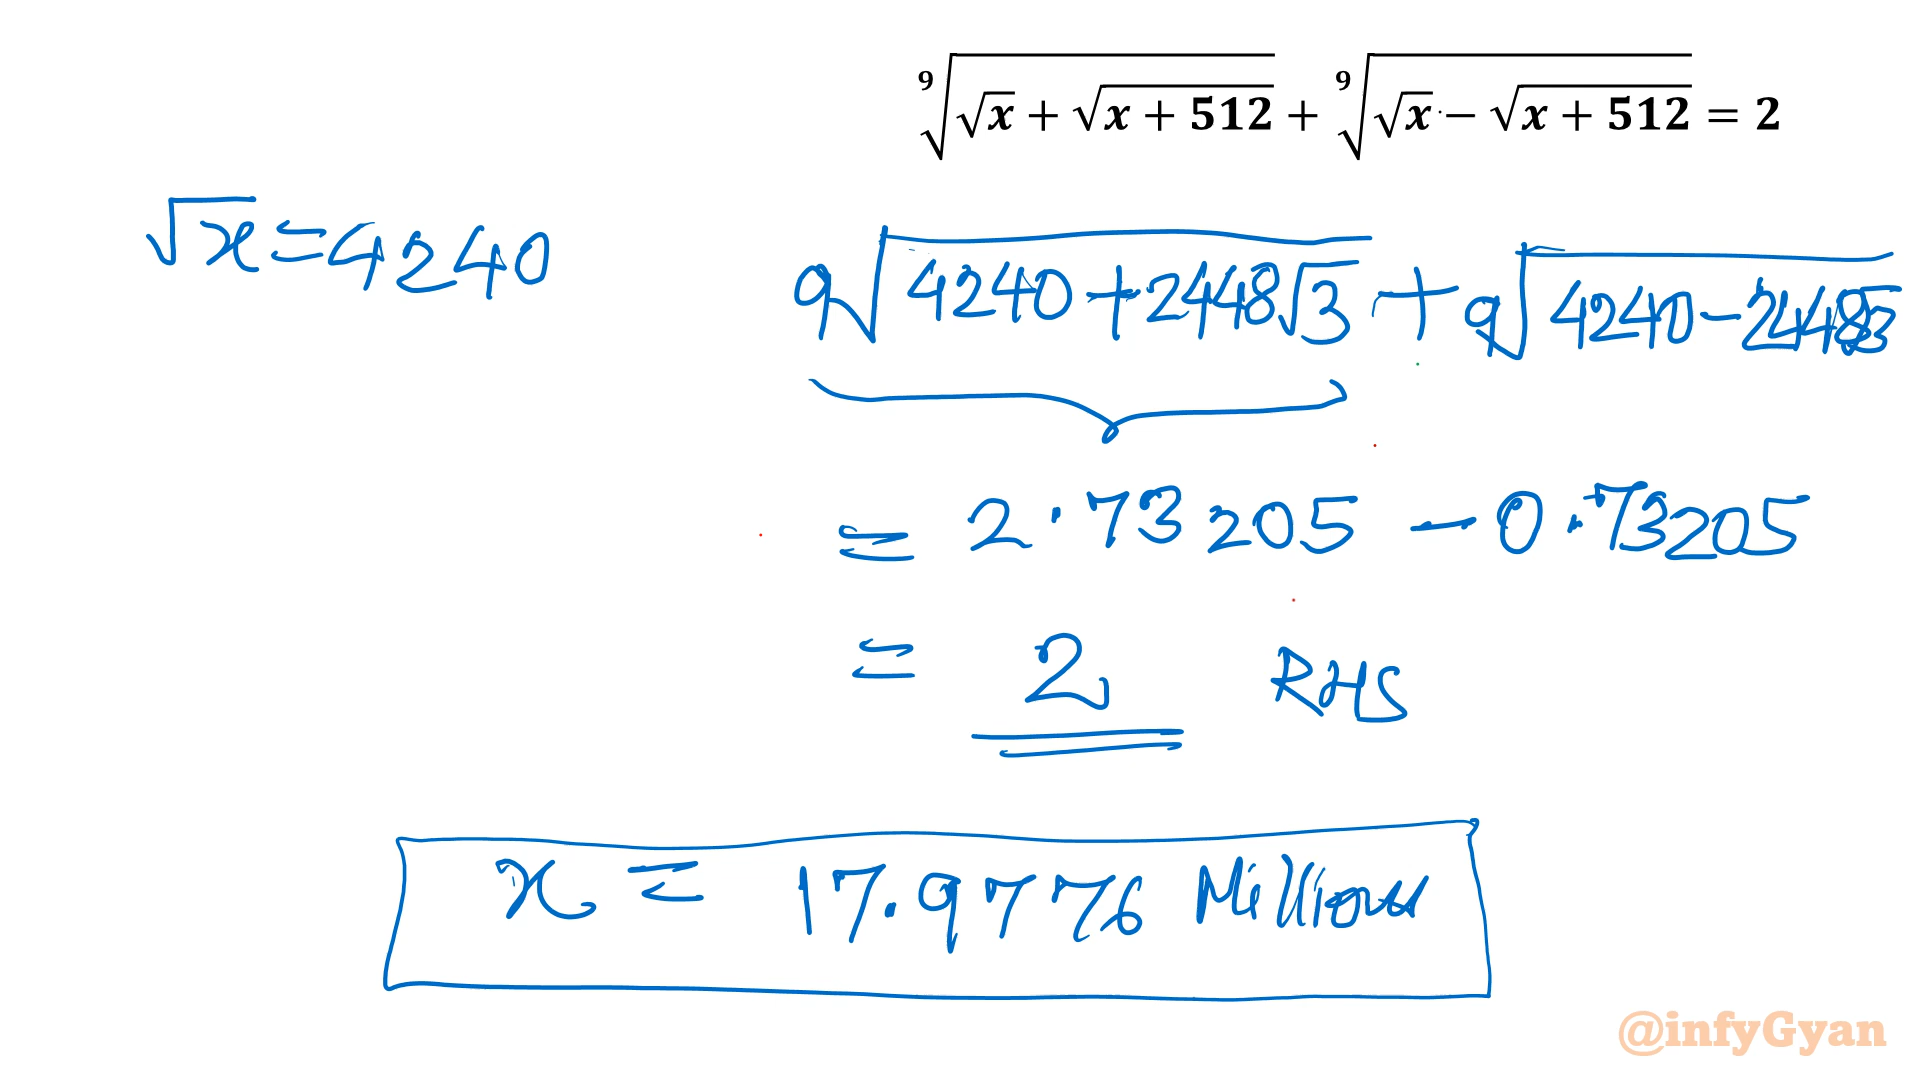 ⁹√(√x + √(x + 512)) + ⁹√(√x − √(x + 512)) = 2
√x = 4240
⁹√(4240 + 2448√3) + ⁹√(4240 − 2448√3)
= 2.73205 − 0.73205
= 2 RHS
x = 17.9776 Million
@infyGyan